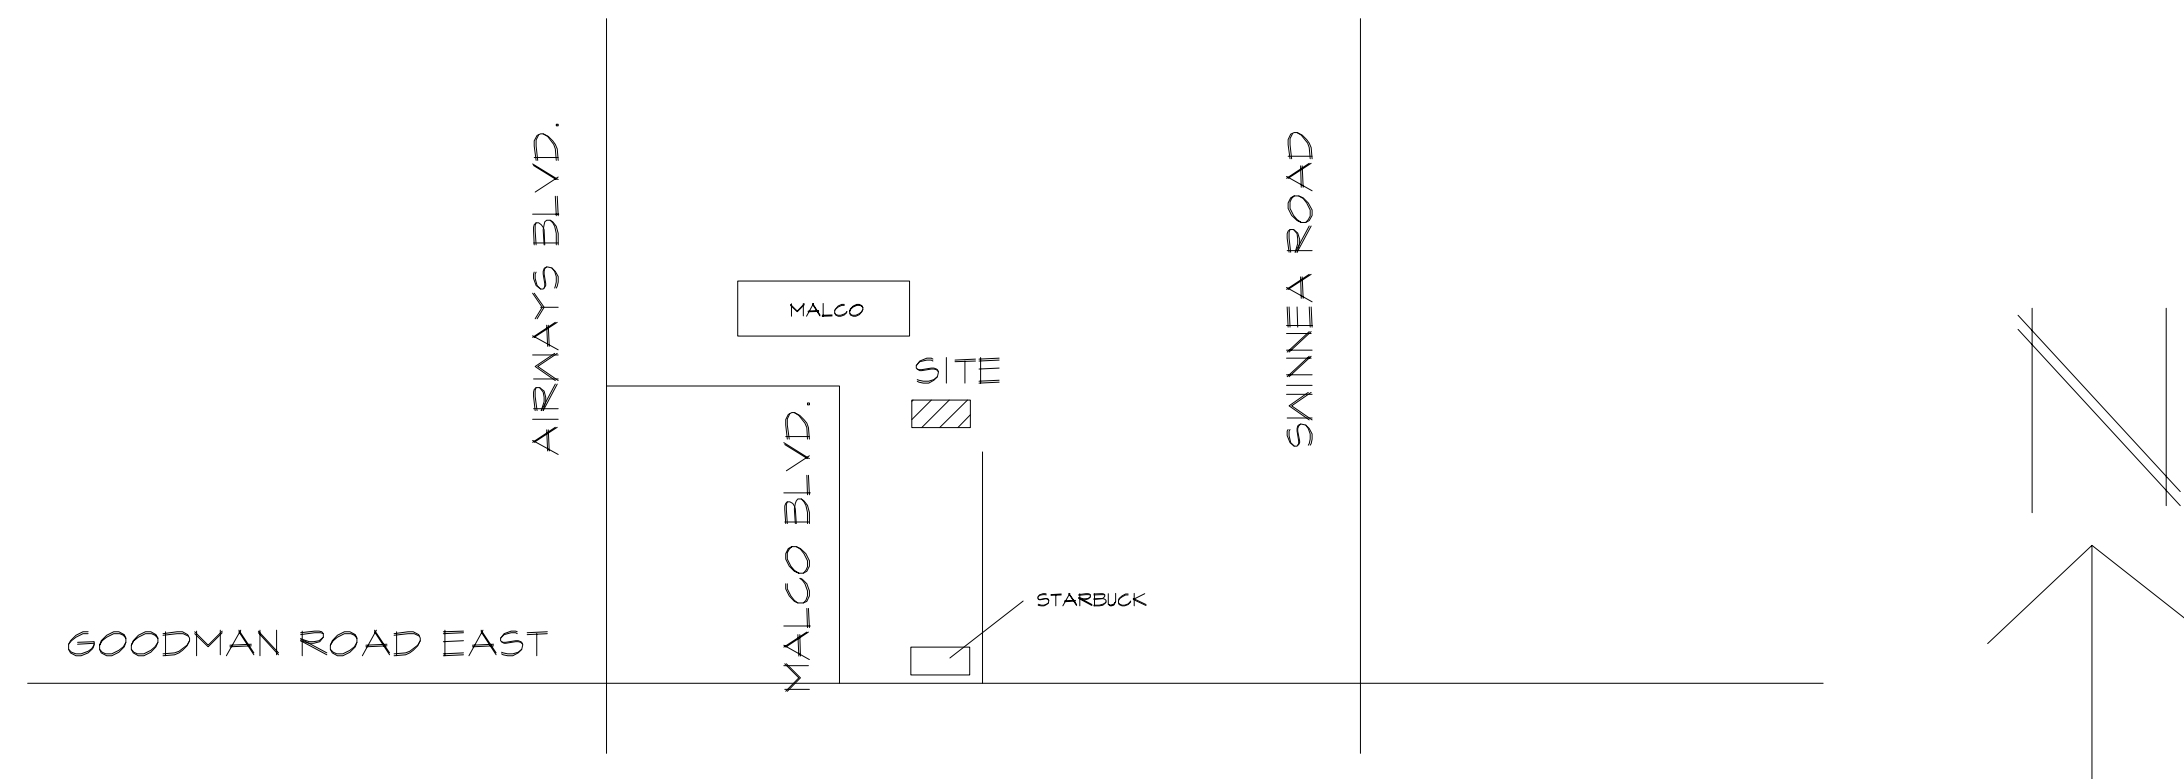 AIRWAYS BLVD.
SWINNEA ROAD
MALCO
SITE
MALCO BLVD.
STARBUCK
GOODMAN ROAD EAST
N